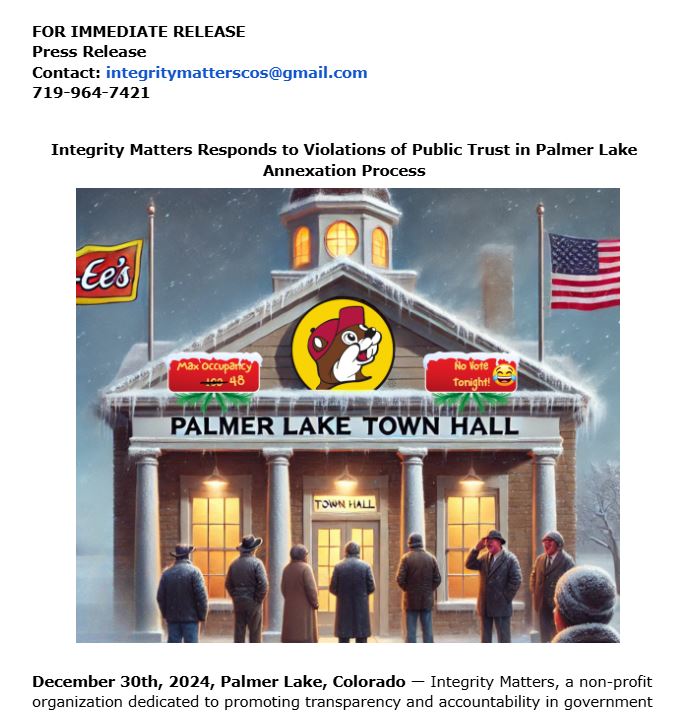 FOR IMMEDIATE RELEASE
Press Release
Contact: integritymatterscos@gmail.com
719-964-7421
Integrity Matters Responds to Violations of Public Trust in Palmer Lake
Annexation Process
-Ee's
Max Occupancy
48
No Vote
Tonight!
PALMER LAKE TOWN HALL
TOWN HALL
December 30th, 2024, Palmer Lake, Colorado — Integrity Matters, a non-profit
organization dedicated to promoting transparency and accountability in government